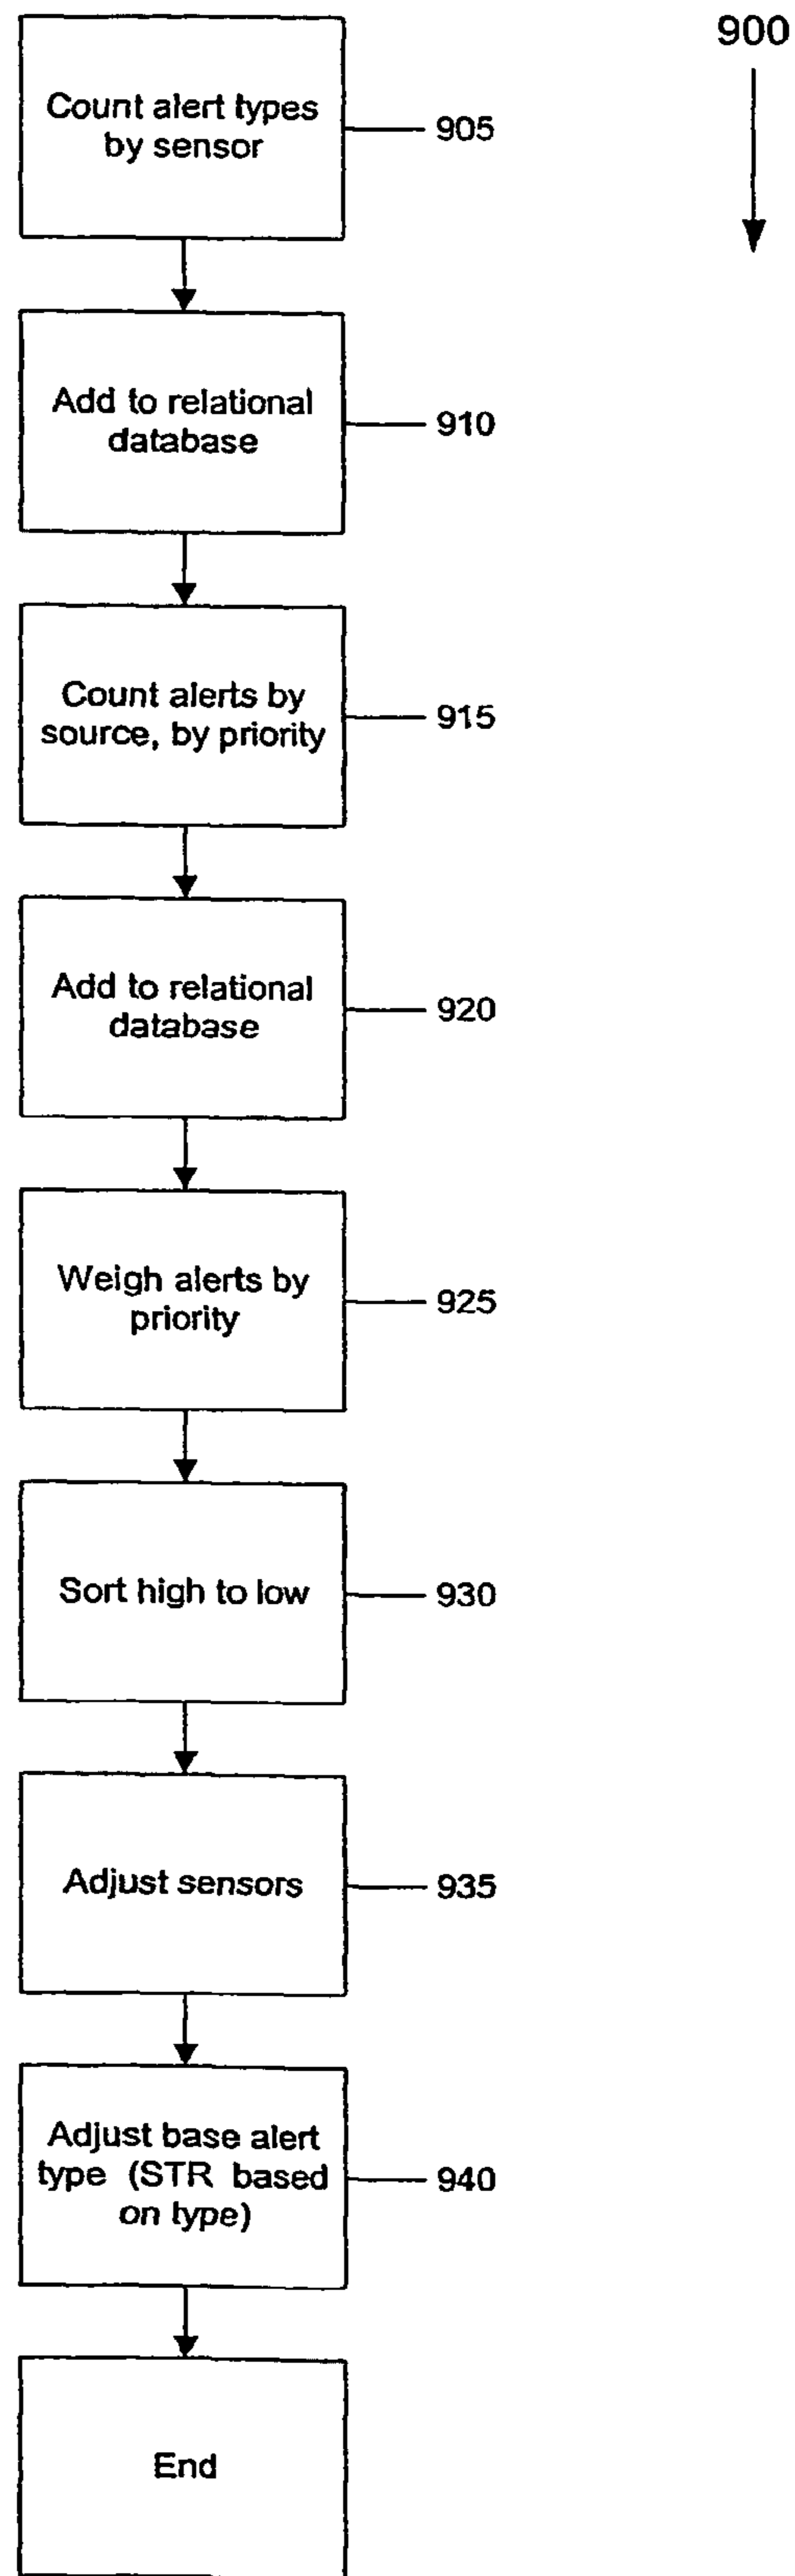 900
Count alert types
by sensor
905
Add to relational
database
910
Count alerts by
source, by priority
915
Add to relational
database
920
Weigh alerts by
priority
925
Sort high to low
930
Adjust sensors
935
Adjust base alert
type (STR based
on type)
940
End